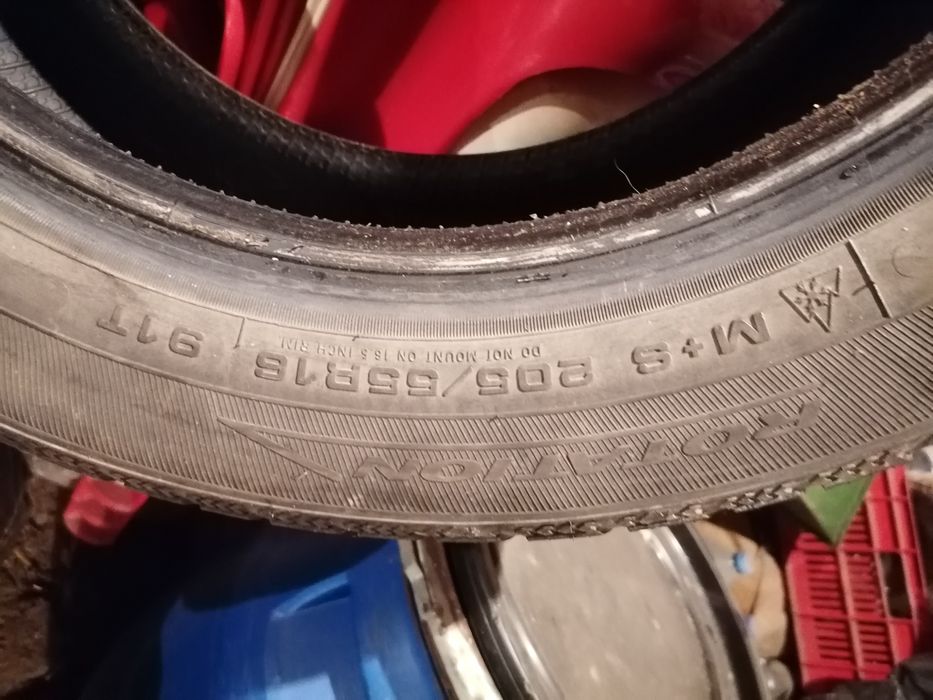 M+S 205/55R16 91T
DO NOT MOUNT ON 16.5 INCH RIM
ROTATION